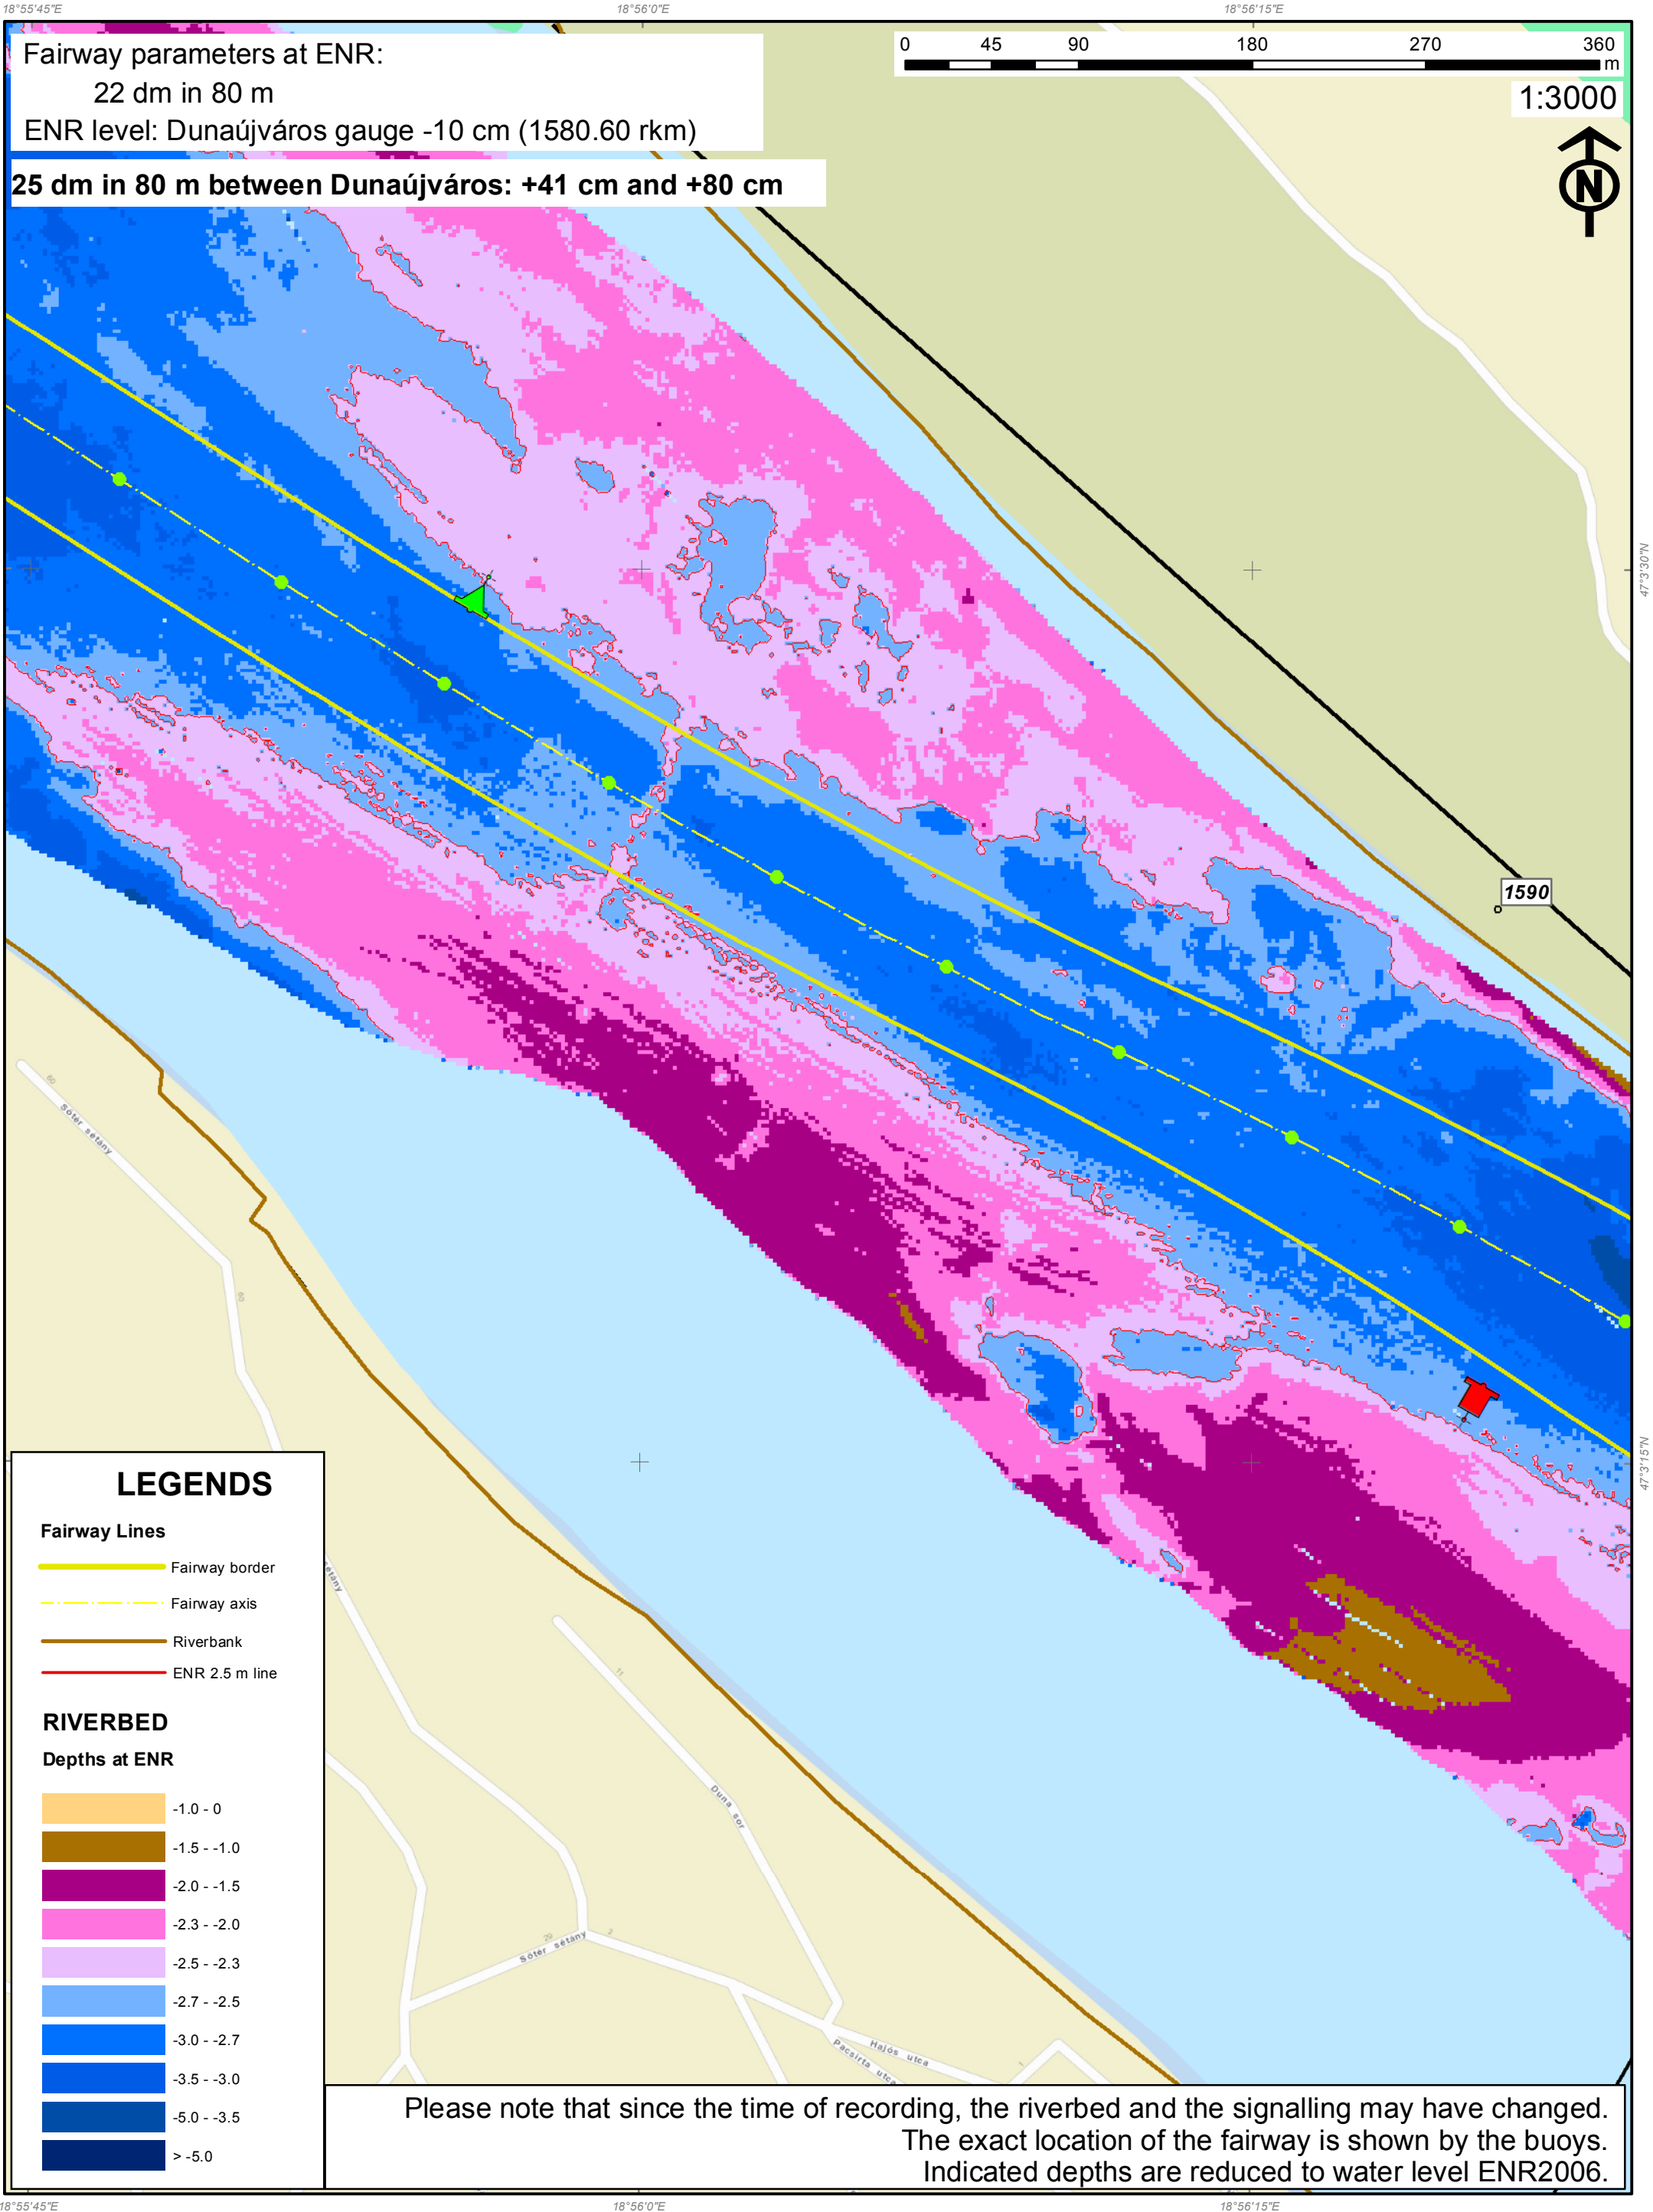 18°55'45"E
18°56'0"E
18°56'15"E
Fairway parameters at ENR:
22 dm in 80 m
ENR level: Dunaújváros gauge -10 cm (1580.60 rkm)
25 dm in 80 m between Dunaújváros: +41 cm and +80 cm
0 45 90 180 270 360
m
1:3000
N
47°3'30"N
1590
60
Sóter sétány
60
47°3'15"N
sétány
11
Duna sor
20
Sóter sétány
2
Hajós utca
Pacsirta utca
1
LEGENDS
Fairway Lines
Fairway border
Fairway axis
Riverbank
ENR 2.5 m line
RIVERBED
Depths at ENR
-1.0 - 0
-1.5 - -1.0
-2.0 - -1.5
-2.3 - -2.0
-2.5 - -2.3
-2.7 - -2.5
-3.0 - -2.7
-3.5 - -3.0
-5.0 - -3.5
> -5.0
Please note that since the time of recording, the riverbed and the signalling may have changed.
The exact location of the fairway is shown by the buoys.
Indicated depths are reduced to water level ENR2006.
18°55'45"E
18°56'0"E
18°56'15"E